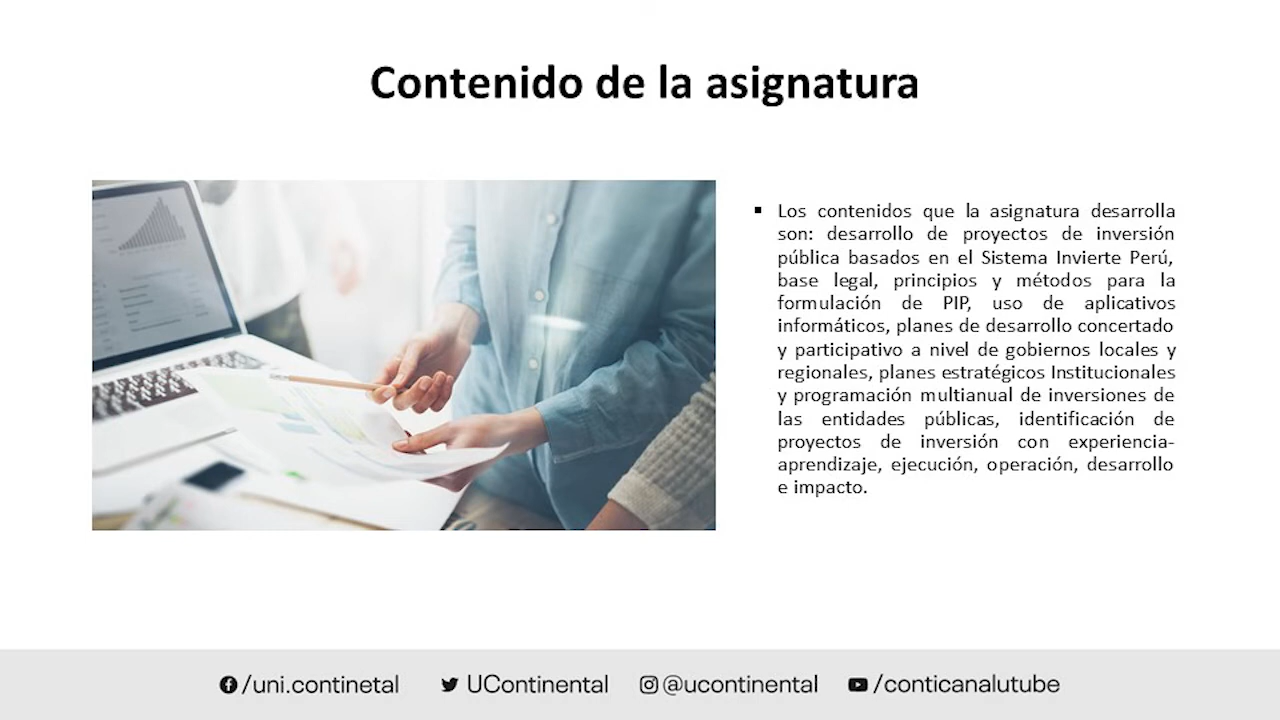 Contenido de la asignatura
▪ Los contenidos que la asignatura desarrolla
son: desarrollo de proyectos de inversión
pública basados en el Sistema Invierte Perú,
base legal, principios y métodos para la
formulación de PIP, uso de aplicativos
informáticos, planes de desarrollo concertado
y participativo a nivel de gobiernos locales y
regionales, planes estratégicos Institucionales
y programación multianual de inversiones de
las entidades públicas, identificación de
proyectos de inversión con experiencia-
aprendizaje, ejecución, operación, desarrollo
e impacto.
/uni.continetal UContinental @ucontinental /conticanalutube